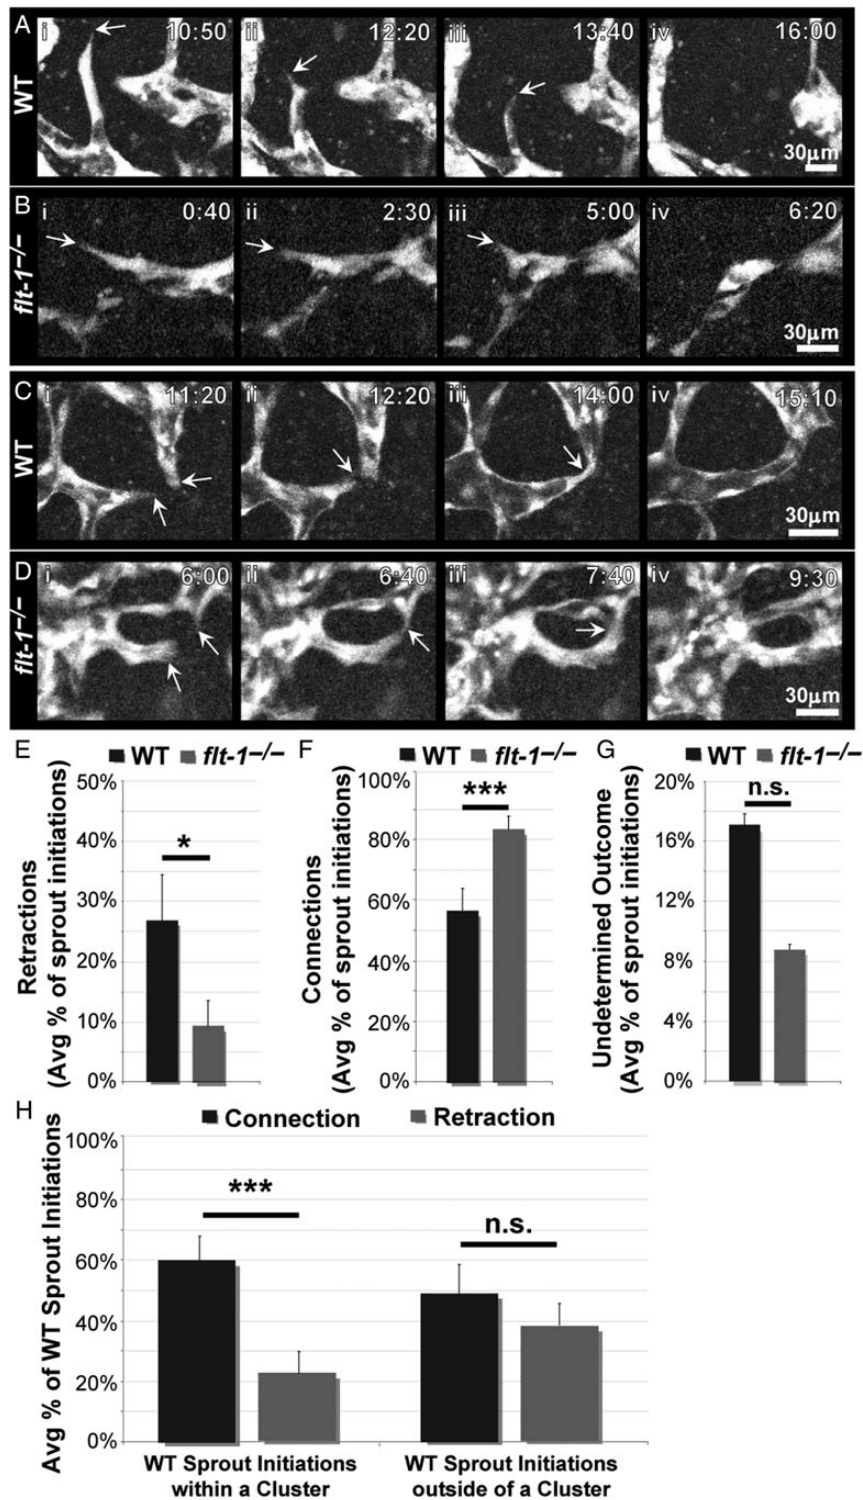 A i 10:50 ii 12:20 iii 13:40 iv 16:00
WT
30μm
B i 0:40 ii 2:30 iii 5:00 iv 6:20
flt-1−/−
30μm
C i 11:20 ii 12:20 iii 14:00 iv 15:10
WT
30μm
D i 6:00 ii 6:40 iii 7:40 iv 9:30
flt-1−/−
30μm
E WT flt-1−/−
Retractions
(Avg % of sprout initiations)
50%
40%
30%
20%
10%
0%
*
F WT flt-1−/−
Connections
(Avg % of sprout initiations)
100%
80%
60%
40%
20%
0%
***
G WT flt-1−/−
Undetermined Outcome
(Avg % of sprout initiations)
20%
16%
12%
8%
4%
0%
n.s.
H Connection Retraction
Avg % of WT Sprout Initiations
100%
80%
60%
40%
20%
0%
***
n.s.
WT Sprout Initiations
within a Cluster
WT Sprout Initiations
outside of a Cluster